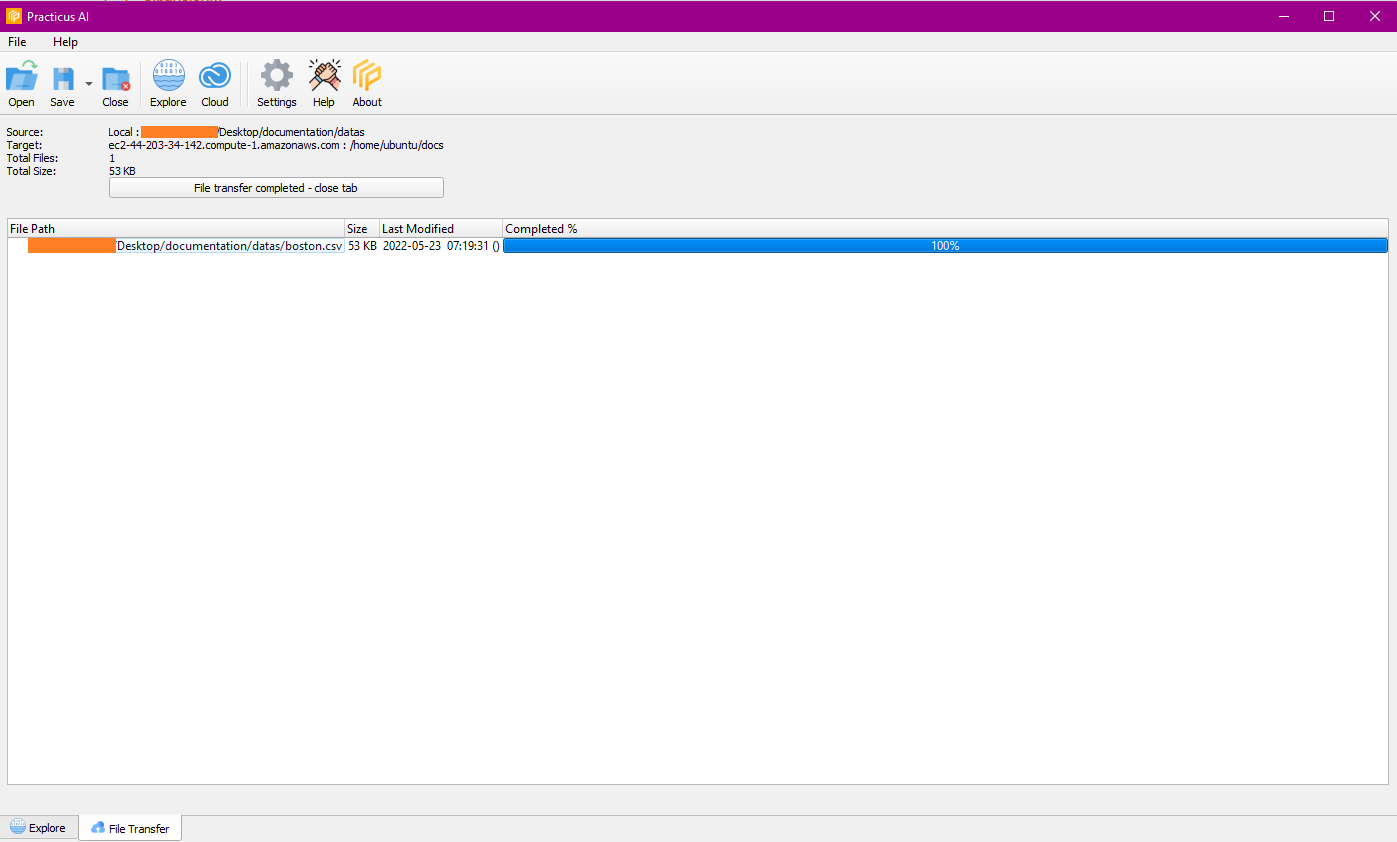 Practicus AI
File Help
Open Save Close Explore Cloud Settings Help About
Source: Local : /Desktop/documentation/datas
Target: ec2-44-203-34-142.compute-1.amazonaws.com : /home/ubuntu/docs
Total Files: 1
Total Size: 53 KB
File transfer completed - close tab
File Path Size Last Modified Completed %
/Desktop/documentation/datas/boston.csv 53 KB 2022-05-23 07:19:31 () 100%
Explore File Transfer